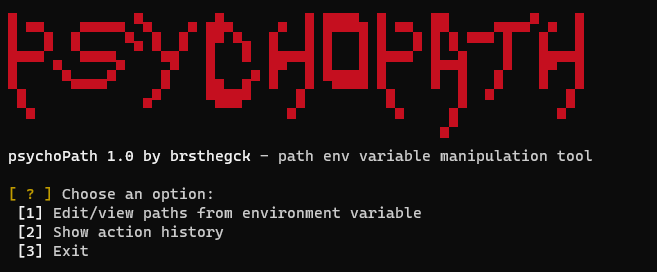 PSYCHOPATH
psychoPath 1.0 by brsthegck - path env variable manipulation tool
[ ? ] Choose an option:
[1] Edit/view paths from environment variable
[2] Show action history
[3] Exit